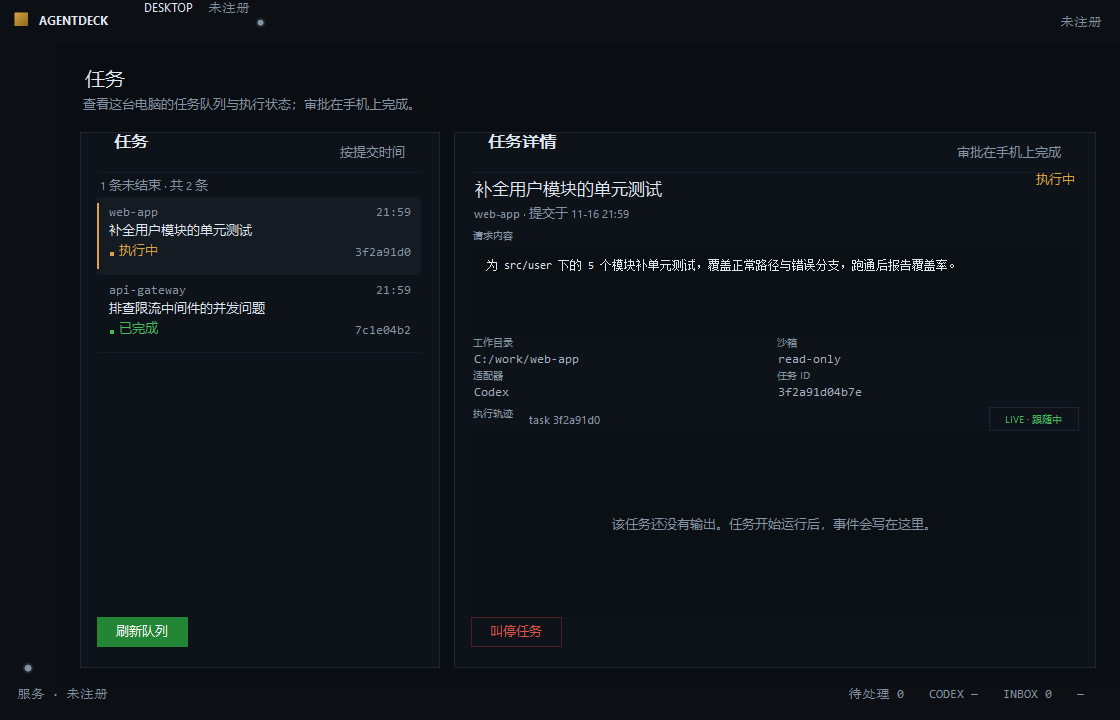 AGENTDECK DESKTOP 未注册 未注册
任务
查看这台电脑的任务队列与执行状态；审批在手机上完成。
任务 按提交时间
1 条未结束 · 共 2 条
web-app 21:59
补全用户模块的单元测试
执行中 3f2a91d0
api-gateway 21:59
排查限流中间件的并发问题
已完成 7c1e04b2
刷新队列
任务详情 审批在手机上完成
补全用户模块的单元测试 执行中
web-app · 提交于 11-16 21:59
请求内容
为 src/user 下的 5 个模块补单元测试，覆盖正常路径与错误分支，跑通后报告覆盖率。
工作目录 沙箱
C:/work/web-app read-only
适配器 任务 ID
Codex 3f2a91d04b7e
执行轨迹 task 3f2a91d0 LIVE · 跟随中
该任务还没有输出。任务开始运行后，事件会写在这里。
叫停任务
服务 · 未注册 待处理 0 CODEX — INBOX 0 —